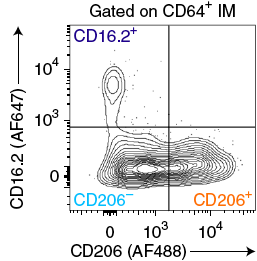 Gated on CD64⁺ IM
CD16.2⁺
10⁴
10³
0
CD16.2 (AF647)
CD206⁻
CD206⁺
0
10³
10⁴
CD206 (AF488)